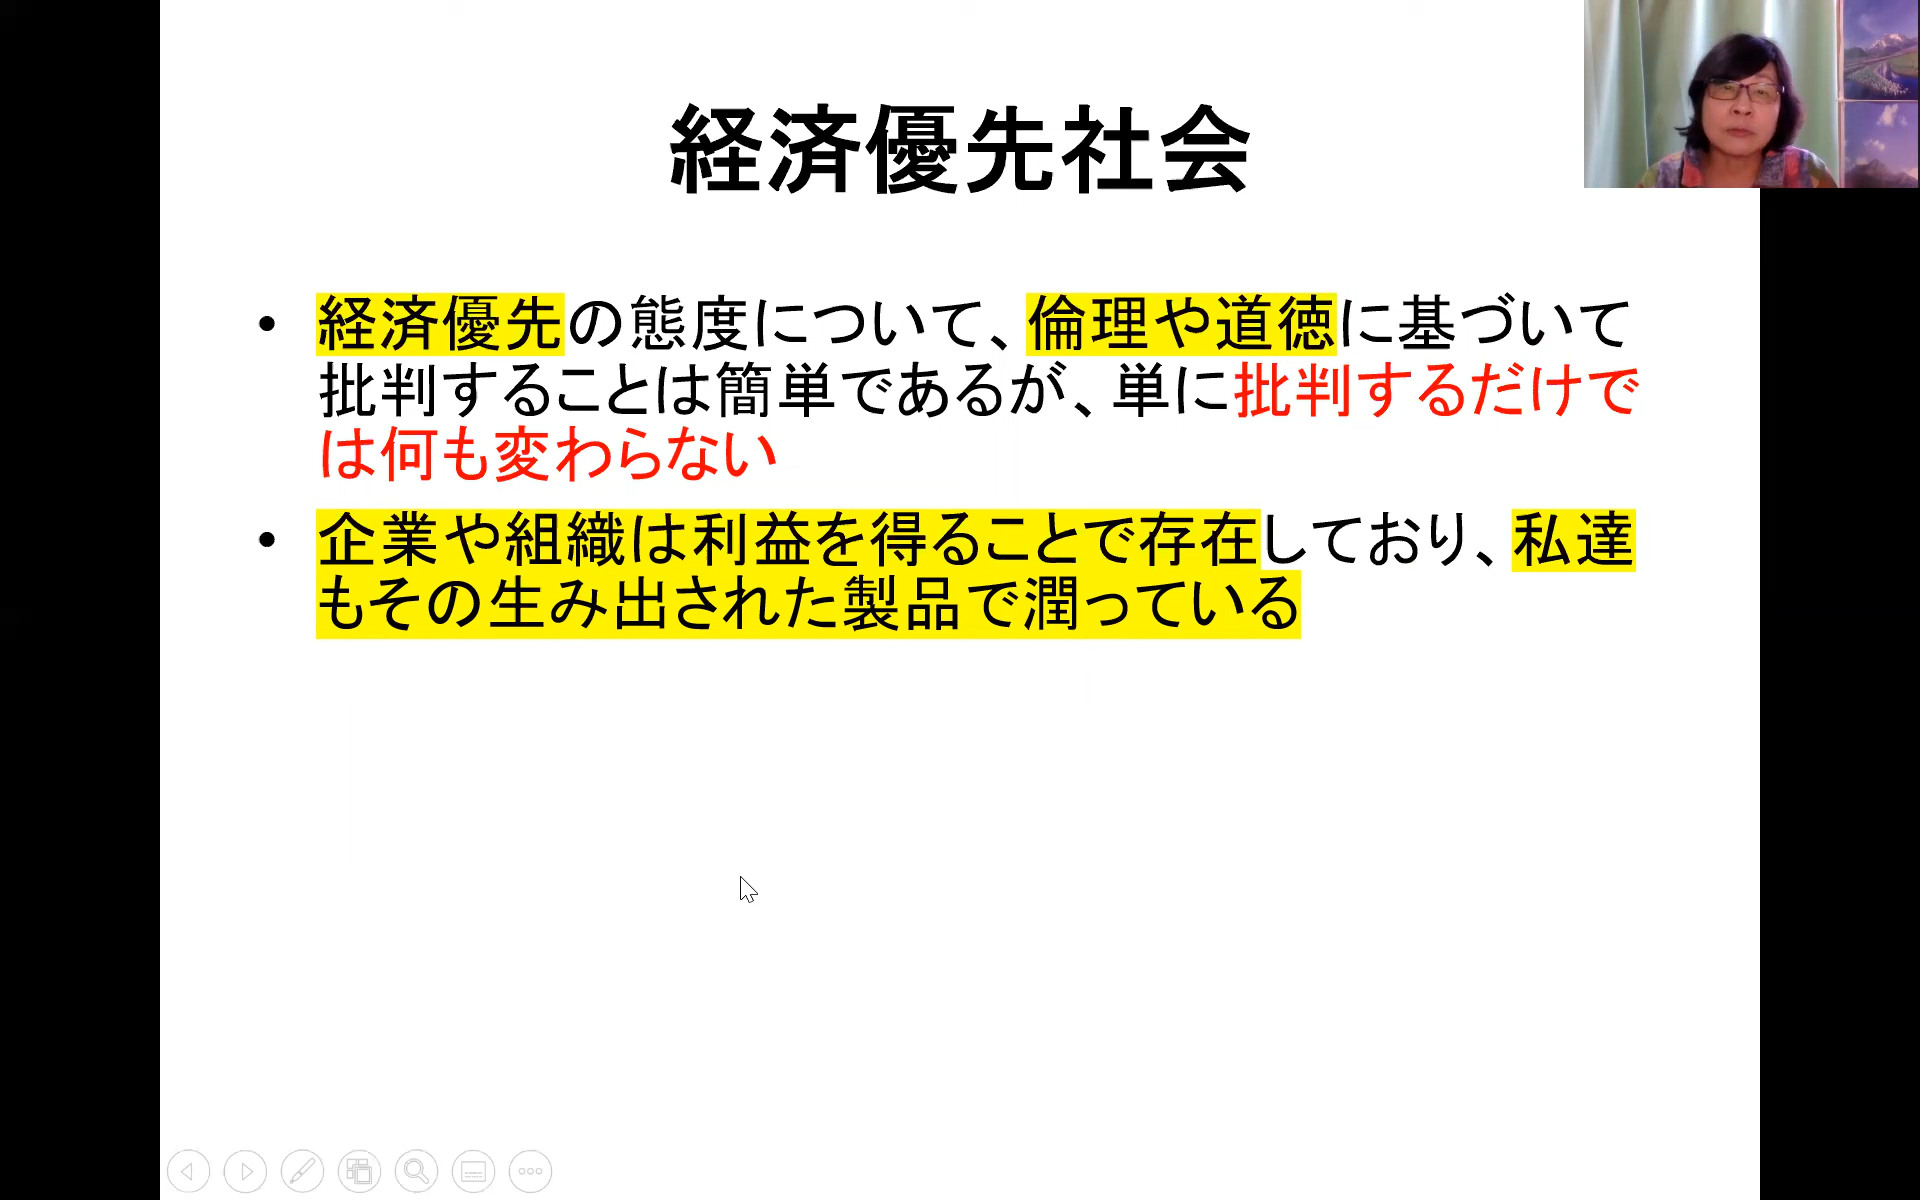 経済優先社会
• 経済優先の態度について、倫理や道徳に基づいて
批判することは簡単であるが、単に批判するだけで
は何も変わらない
• 企業や組織は利益を得ることで存在しており、私達
もその生み出された製品で潤っている